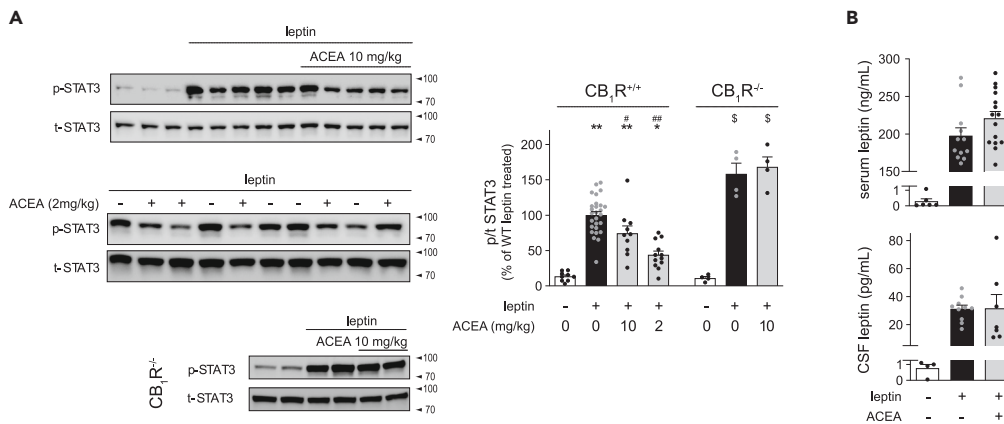 A
leptin
ACEA 10 mg/kg
p-STAT3
◄ 100
◄ 70
t-STAT3
◄ 100
◄ 70
leptin
ACEA (2mg/kg) - + + - + - - + - +
p-STAT3
◄ 100
◄ 70
t-STAT3
◄ 100
◄ 70
CB1R-/-
leptin
ACEA 10 mg/kg
p-STAT3
◄ 100
◄ 70
t-STAT3
◄ 100
◄ 70
CB1R+/+ CB1R-/-
# ## $ $
** ** *
p/t STAT3
(% of WT leptin treated)
200
150
100
50
0
leptin - + + + - + +
ACEA (mg/kg) 0 0 10 2 0 0 10
B
serum leptin (ng/mL)
300
250
200
150
1
0
CSF leptin (pg/mL)
80
60
40
20
1
0
leptin - + +
ACEA - - +